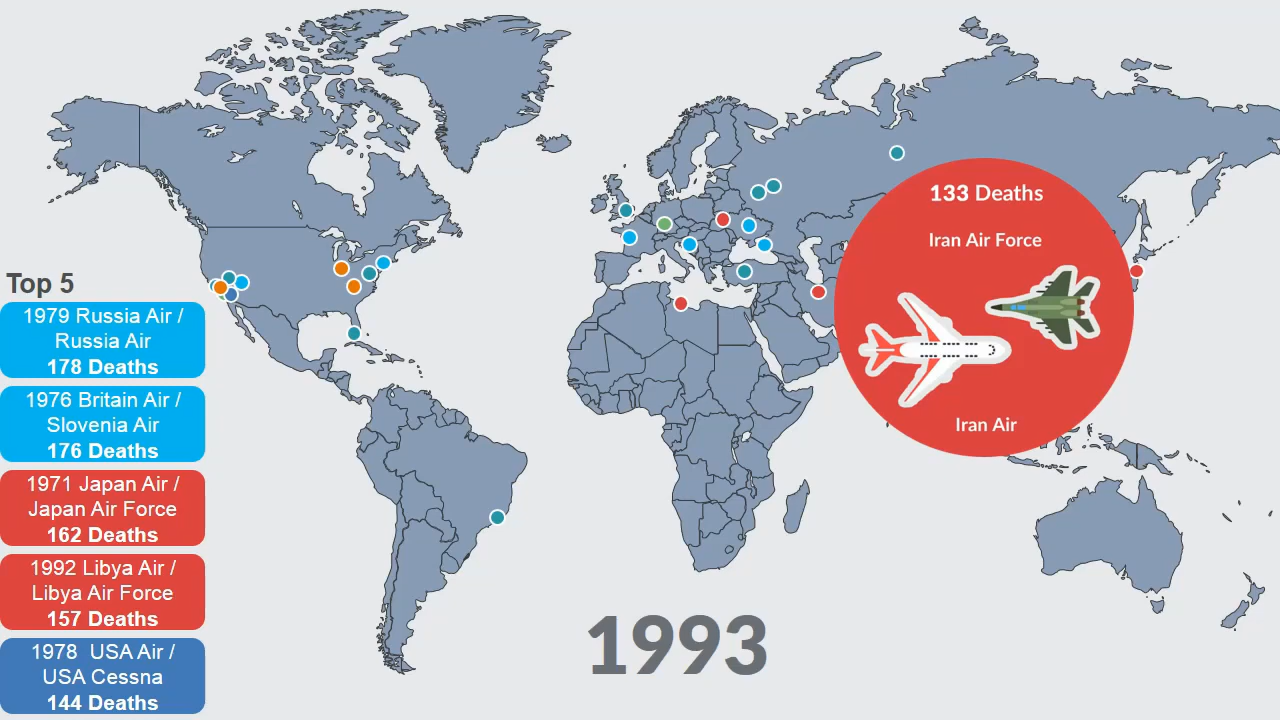 133 Deaths
Iran Air Force
Iran Air
Top 5
1979 Russia Air /
Russia Air
178 Deaths
1976 Britain Air /
Slovenia Air
176 Deaths
1971 Japan Air /
Japan Air Force
162 Deaths
1992 Libya Air /
Libya Air Force
157 Deaths
1978 USA Air /
USA Cessna
144 Deaths
1993